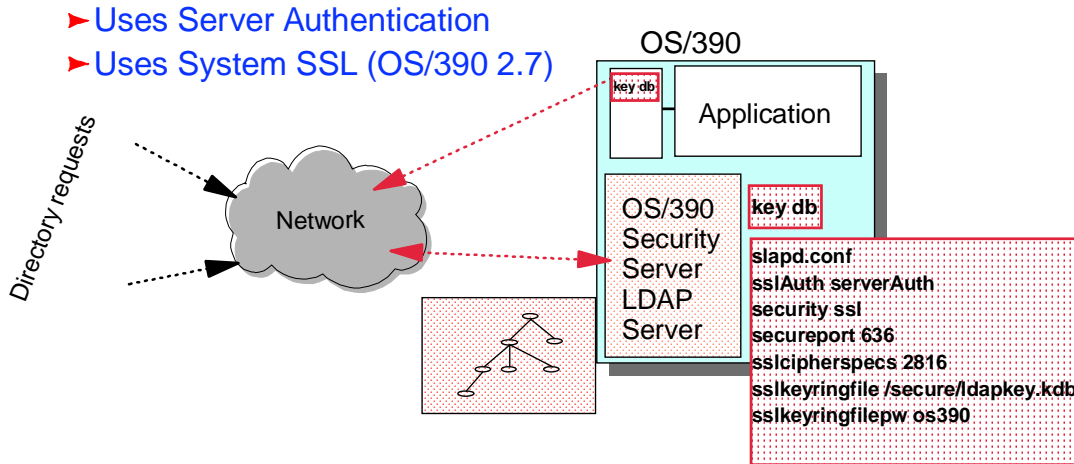 Uses Server Authentication
Uses System SSL (OS/390 2.7)
OS/390
key db
Application
Directory requests
Network
OS/390
Security
Server
LDAP
Server
key db
slapd.conf
sslAuth serverAuth
security ssl
secureport 636
sslcipherspecs 2816
sslkeyringfile /secure/ldapkey.kdb
sslkeyringfilepw os390